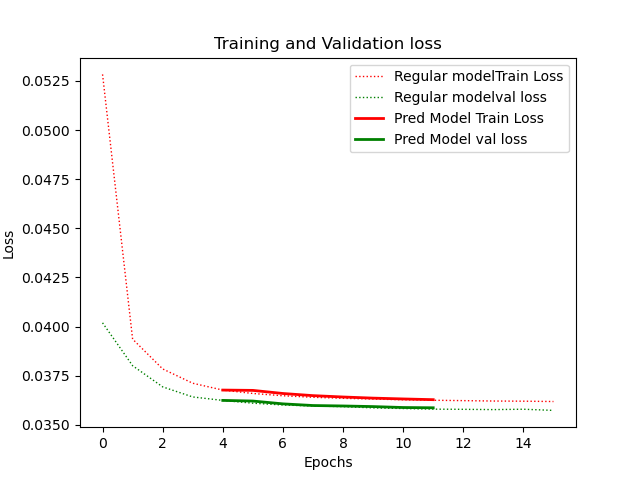 Training and Validation loss
Regular modelTrain Loss
Regular modelval loss
Pred Model Train Loss
Pred Model val loss
Loss
0.0525
0.0500
0.0475
0.0450
0.0425
0.0400
0.0375
0.0350
0 2 4 6 8 10 12 14
Epochs